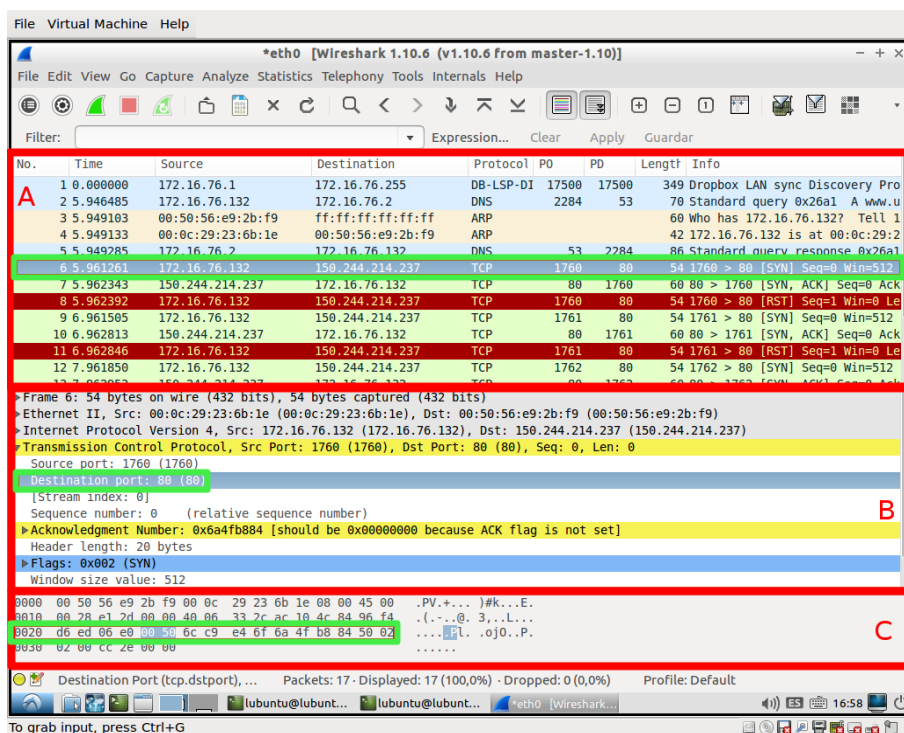 File Virtual Machine Help
*eth0 [Wireshark 1.10.6 (v1.10.6 from master-1.10)]
File Edit View Go Capture Analyze Statistics Telephony Tools Internals Help
Filter: Expression... Clear Apply Guardar
No. Time Source Destination Protocol PO PD Length Info
A
1 0.000000 172.16.76.1 172.16.76.255 DB-LSP-DI 17500 17500 349 Dropbox LAN sync Discovery Pro
2 5.946485 172.16.76.132 172.16.76.2 DNS 2284 53 70 Standard query 0x26a1 A www.u
3 5.949103 00:50:56:e9:2b:f9 ff:ff:ff:ff:ff:ff ARP 60 Who has 172.16.76.132? Tell 1
4 5.949133 00:0c:29:23:6b:1e 00:50:56:e9:2b:f9 ARP 42 172.16.76.132 is at 00:0c:29:2
5 5.949285 172.16.76.2 172.16.76.132 DNS 53 2284 86 Standard query response 0x26a1
6 5.961261 172.16.76.132 150.244.214.237 TCP 1760 80 54 1760 > 80 [SYN] Seq=0 Win=512
7 5.962343 150.244.214.237 172.16.76.132 TCP 80 1760 60 80 > 1760 [SYN, ACK] Seq=0 Ack
8 5.962392 172.16.76.132 150.244.214.237 TCP 1760 80 54 1760 > 80 [RST] Seq=1 Win=0 Le
9 6.961505 172.16.76.132 150.244.214.237 TCP 1761 80 54 1761 > 80 [SYN] Seq=0 Win=512
10 6.962813 150.244.214.237 172.16.76.132 TCP 80 1761 60 80 > 1761 [SYN, ACK] Seq=0 Ack
11 6.962846 172.16.76.132 150.244.214.237 TCP 1761 80 54 1761 > 80 [RST] Seq=1 Win=0 Le
12 7.961850 172.16.76.132 150.244.214.237 TCP 1762 80 54 1762 > 80 [SYN] Seq=0 Win=512
Frame 6: 54 bytes on wire (432 bits), 54 bytes captured (432 bits)
Ethernet II, Src: 00:0c:29:23:6b:1e (00:0c:29:23:6b:1e), Dst: 00:50:56:e9:2b:f9 (00:50:56:e9:2b:f9)
Internet Protocol Version 4, Src: 172.16.76.132 (172.16.76.132), Dst: 150.244.214.237 (150.244.214.237)
Transmission Control Protocol, Src Port: 1760 (1760), Dst Port: 80 (80), Seq: 0, Len: 0
Source port: 1760 (1760)
Destination port: 80 (80)
[Stream index: 0]
Sequence number: 0 (relative sequence number)
B
Acknowledgment Number: 0x6a4fb884 [should be 0x00000000 because ACK flag is not set]
Header length: 20 bytes
Flags: 0x002 (SYN)
Window size value: 512
0000 00 50 56 e9 2b f9 00 0c 29 23 6b 1e 08 00 45 00 .PV.+... )#k...E.
0010 00 28 e1 2d 00 00 40 06 33 2c ac 10 4c 84 96 f4 .(.-..@. 3,..L...
0020 d6 ed 06 e0 00 50 6c c9 e4 6f 6a 4f b8 84 50 02 .....Pl. .ojO..P.
0030 02 00 cc 2e 00 00 ......
C
Destination Port (tcp.dstport), ... Packets: 17 · Displayed: 17 (100,0%) · Dropped: 0 (0,0%) Profile: Default
lubuntu@lubunt... lubuntu@lubunt... *eth0 [Wireshark... ES 16:58
To grab input, press Ctrl+G